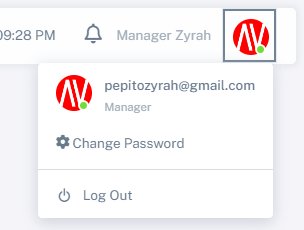 09:28 PM Manager Zyrah
pepitozyrah@gmail.com
Manager
Change Password
Log Out